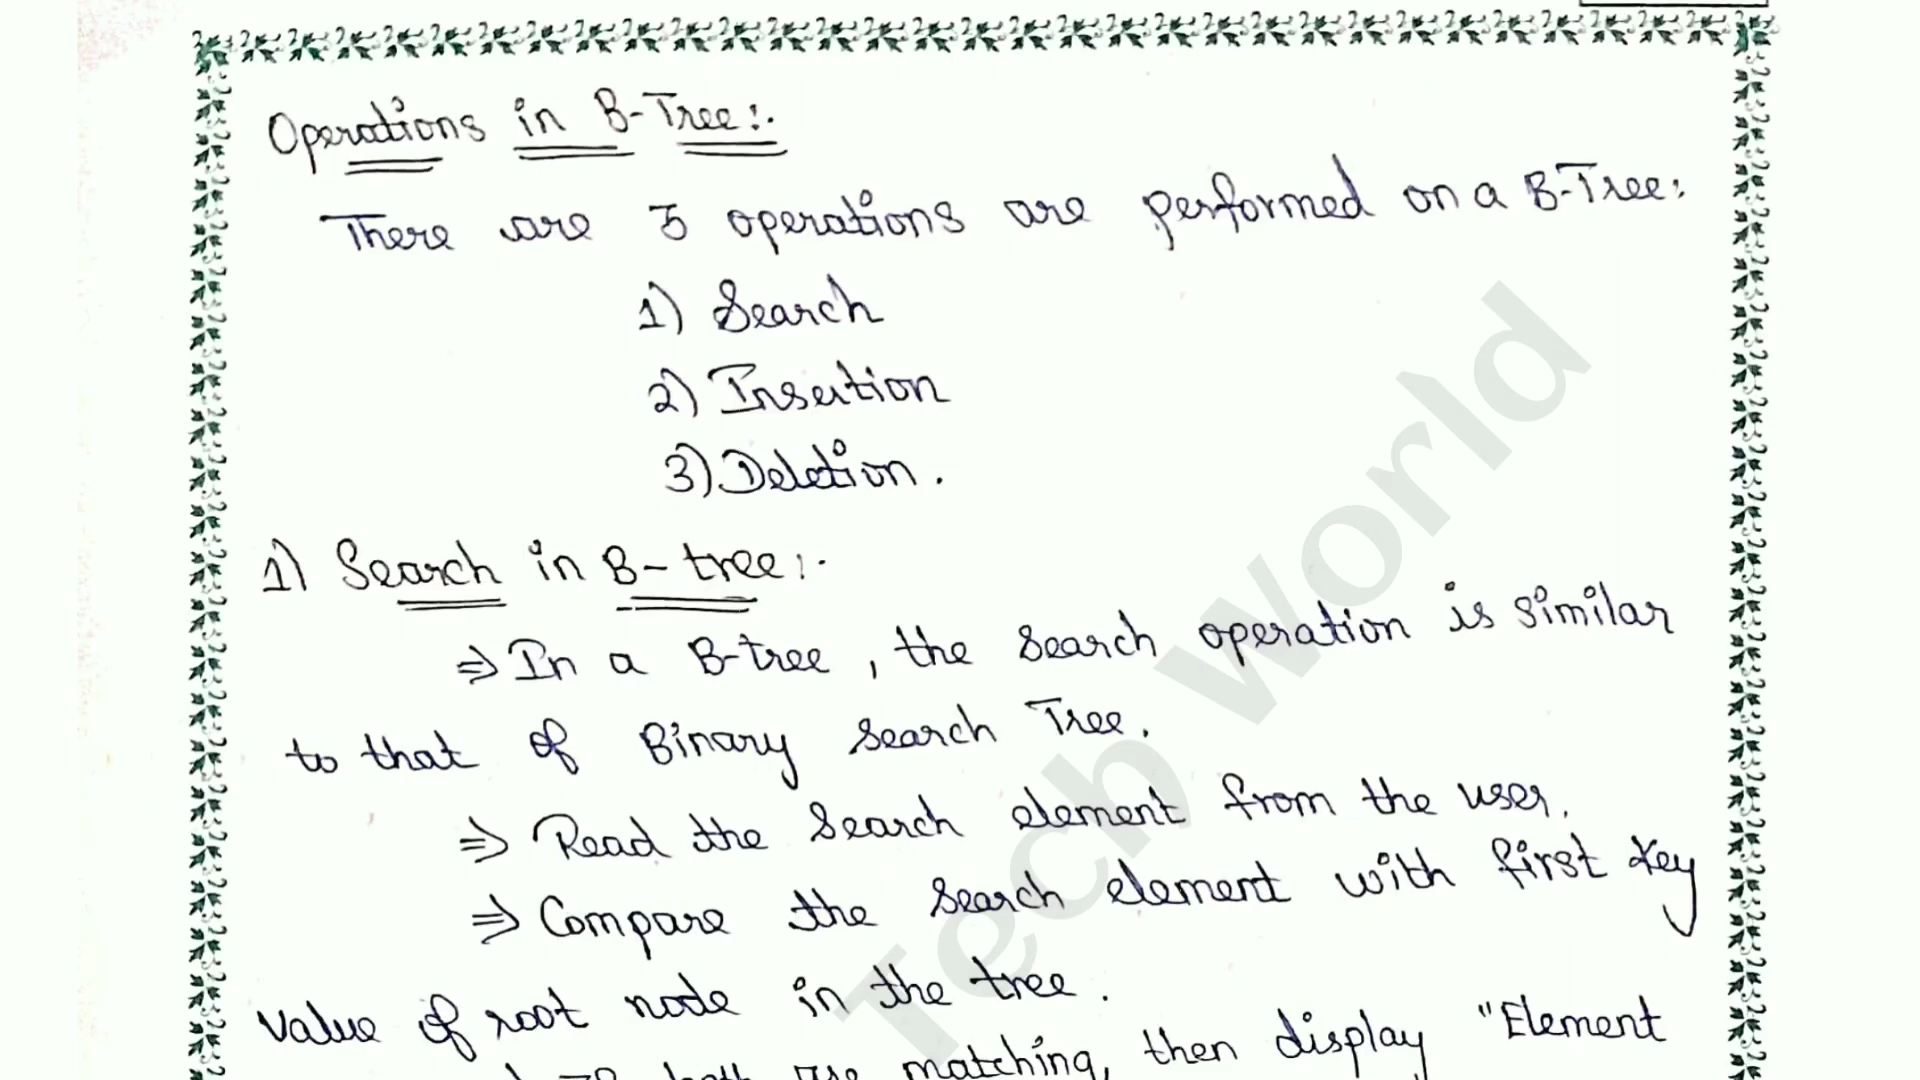 Operations in B-Tree:-
There are 3 operations are performed on a B-Tree:
1) Search
2) Insertion
3) Deletion.
1) Search in B-tree:-
⇒ In a B-tree, the search operation is similar
to that of Binary Search Tree.
⇒ Read the search element from the user.
⇒ Compare the search element with first key
value of root node in the tree.
matching, then display "Element
Tech world